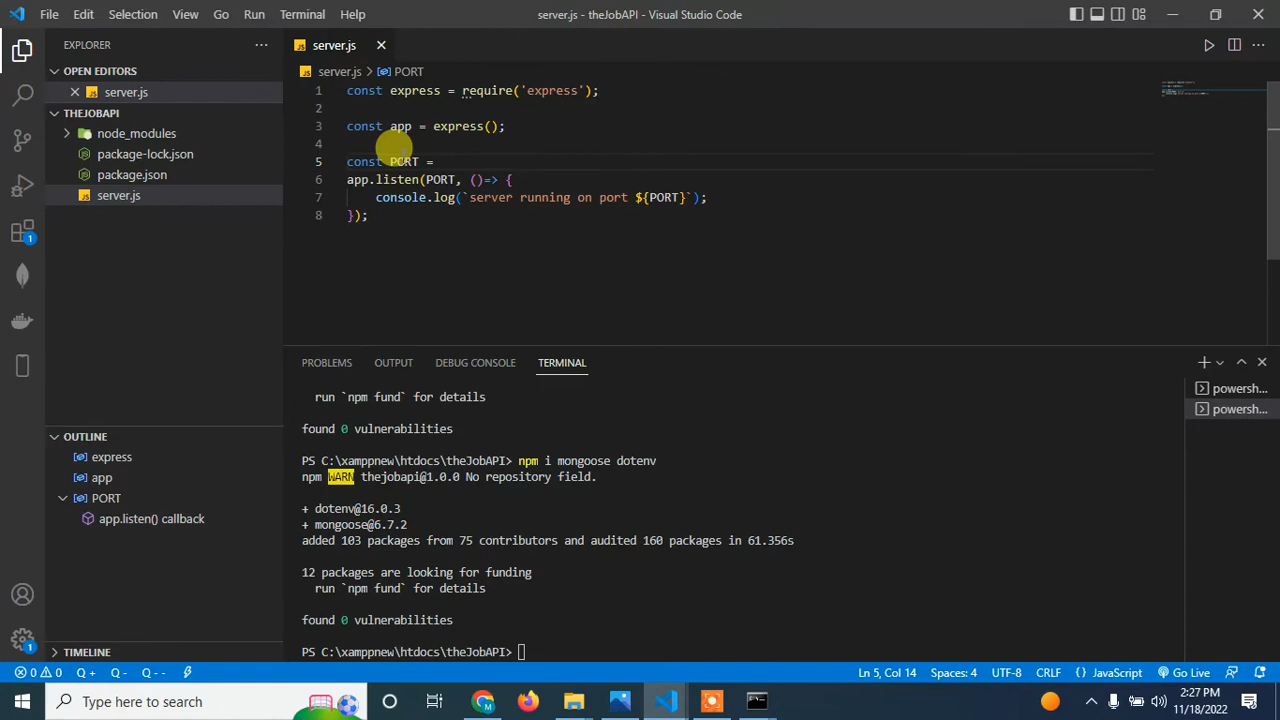 File Edit Selection View Go Run Terminal Help
server.js - theJobAPI - Visual Studio Code
EXPLORER
OPEN EDITORS
JS server.js
THEJOBAPI
node_modules
package-lock.json
package.json
JS server.js
JS server.js
JS server.js > PORT
1 const express = require('express');
2
3 const app = express();
4
5 const PORT =
6 app.listen(PORT, ()=> {
7 console.log(`server running on port ${PORT}`);
8 });
PROBLEMS OUTPUT DEBUG CONSOLE TERMINAL
run `npm fund` for details
found 0 vulnerabilities
PS C:\xamppnew\htdocs\theJobAPI> npm i mongoose dotenv
npm WARN thejobapi@1.0.0 No repository field.
+ dotenv@16.0.3
+ mongoose@6.7.2
added 103 packages from 75 contributors and audited 160 packages in 61.356s
12 packages are looking for funding
run `npm fund` for details
found 0 vulnerabilities
PS C:\xamppnew\htdocs\theJobAPI>
powersh...
powersh...
OUTLINE
express
app
PORT
app.listen() callback
TIMELINE
1
1
0 0 Q + Q - Q - -
Ln 5, Col 14 Spaces: 4 UTF-8 CRLF {} JavaScript Go Live
Type here to search
2:27 PM
11/18/2022